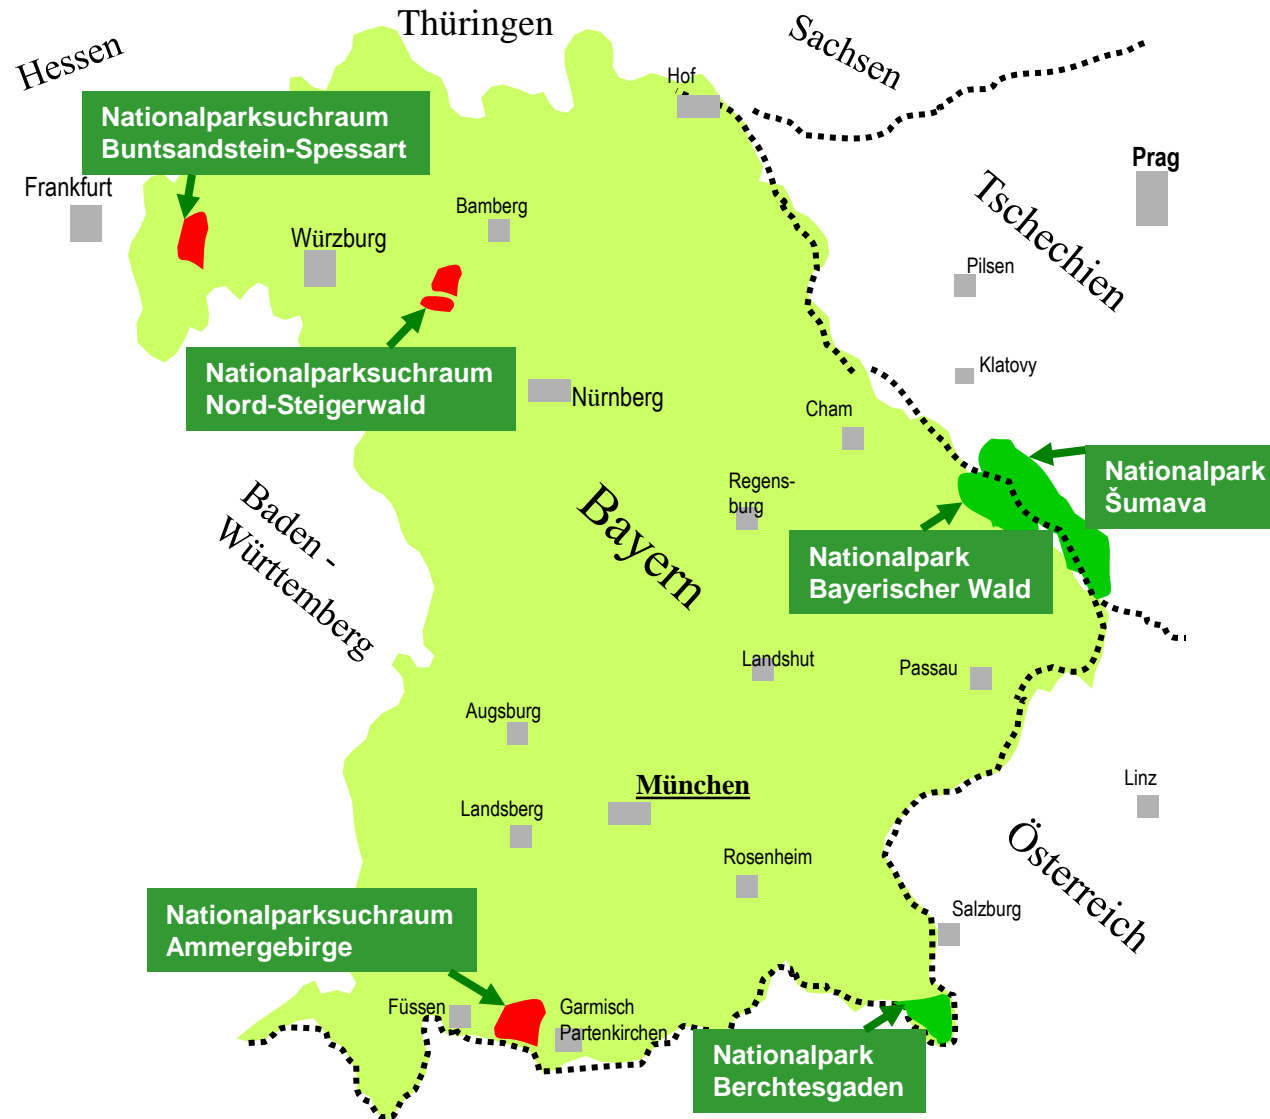 Thüringen
Sachsen
Hessen
Hof
Nationalparksuchraum
Buntsandstein-Spessart
Prag
Frankfurt
Tschechien
Bamberg
Würzburg
Pilsen
Nationalparksuchraum
Nord-Steigerwald
Klatovy
Nürnberg
Cham
Nationalpark
Šumava
Regens-
burg
Baden -
Württemberg
Bayern
Nationalpark
Bayerischer Wald
Landshut
Passau
Augsburg
München
Linz
Landsberg
Österreich
Rosenheim
Nationalparksuchraum
Ammergebirge
Salzburg
Füssen
Garmisch
Partenkirchen
Nationalpark
Berchtesgaden